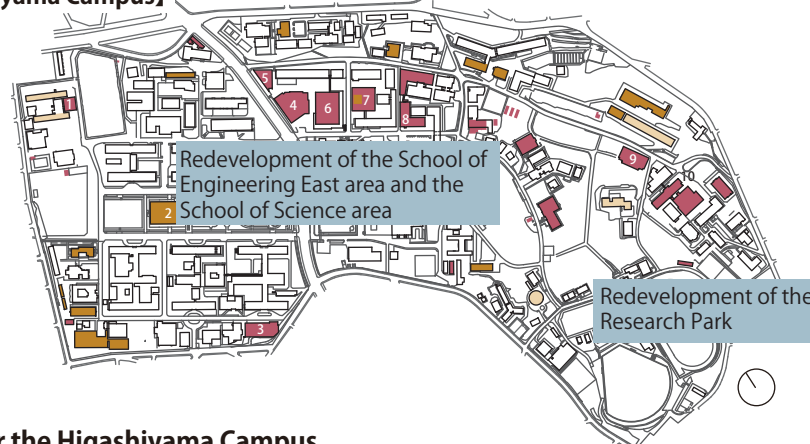 yama Campus】
5
4
6
7
8
1
9
2
Redevelopment of the School of
Engineering East area and the
School of Science area
3
Redevelopment of the
Research Park
r the Higashiyama Campus